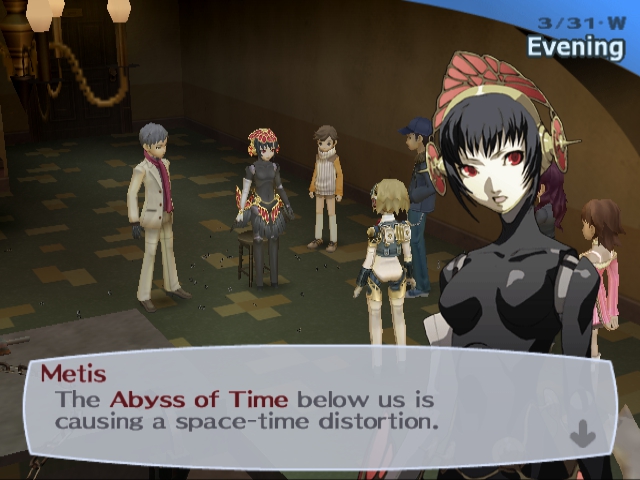 3/31·W
Evening
Metis
The Abyss of Time below us is
causing a space-time distortion.